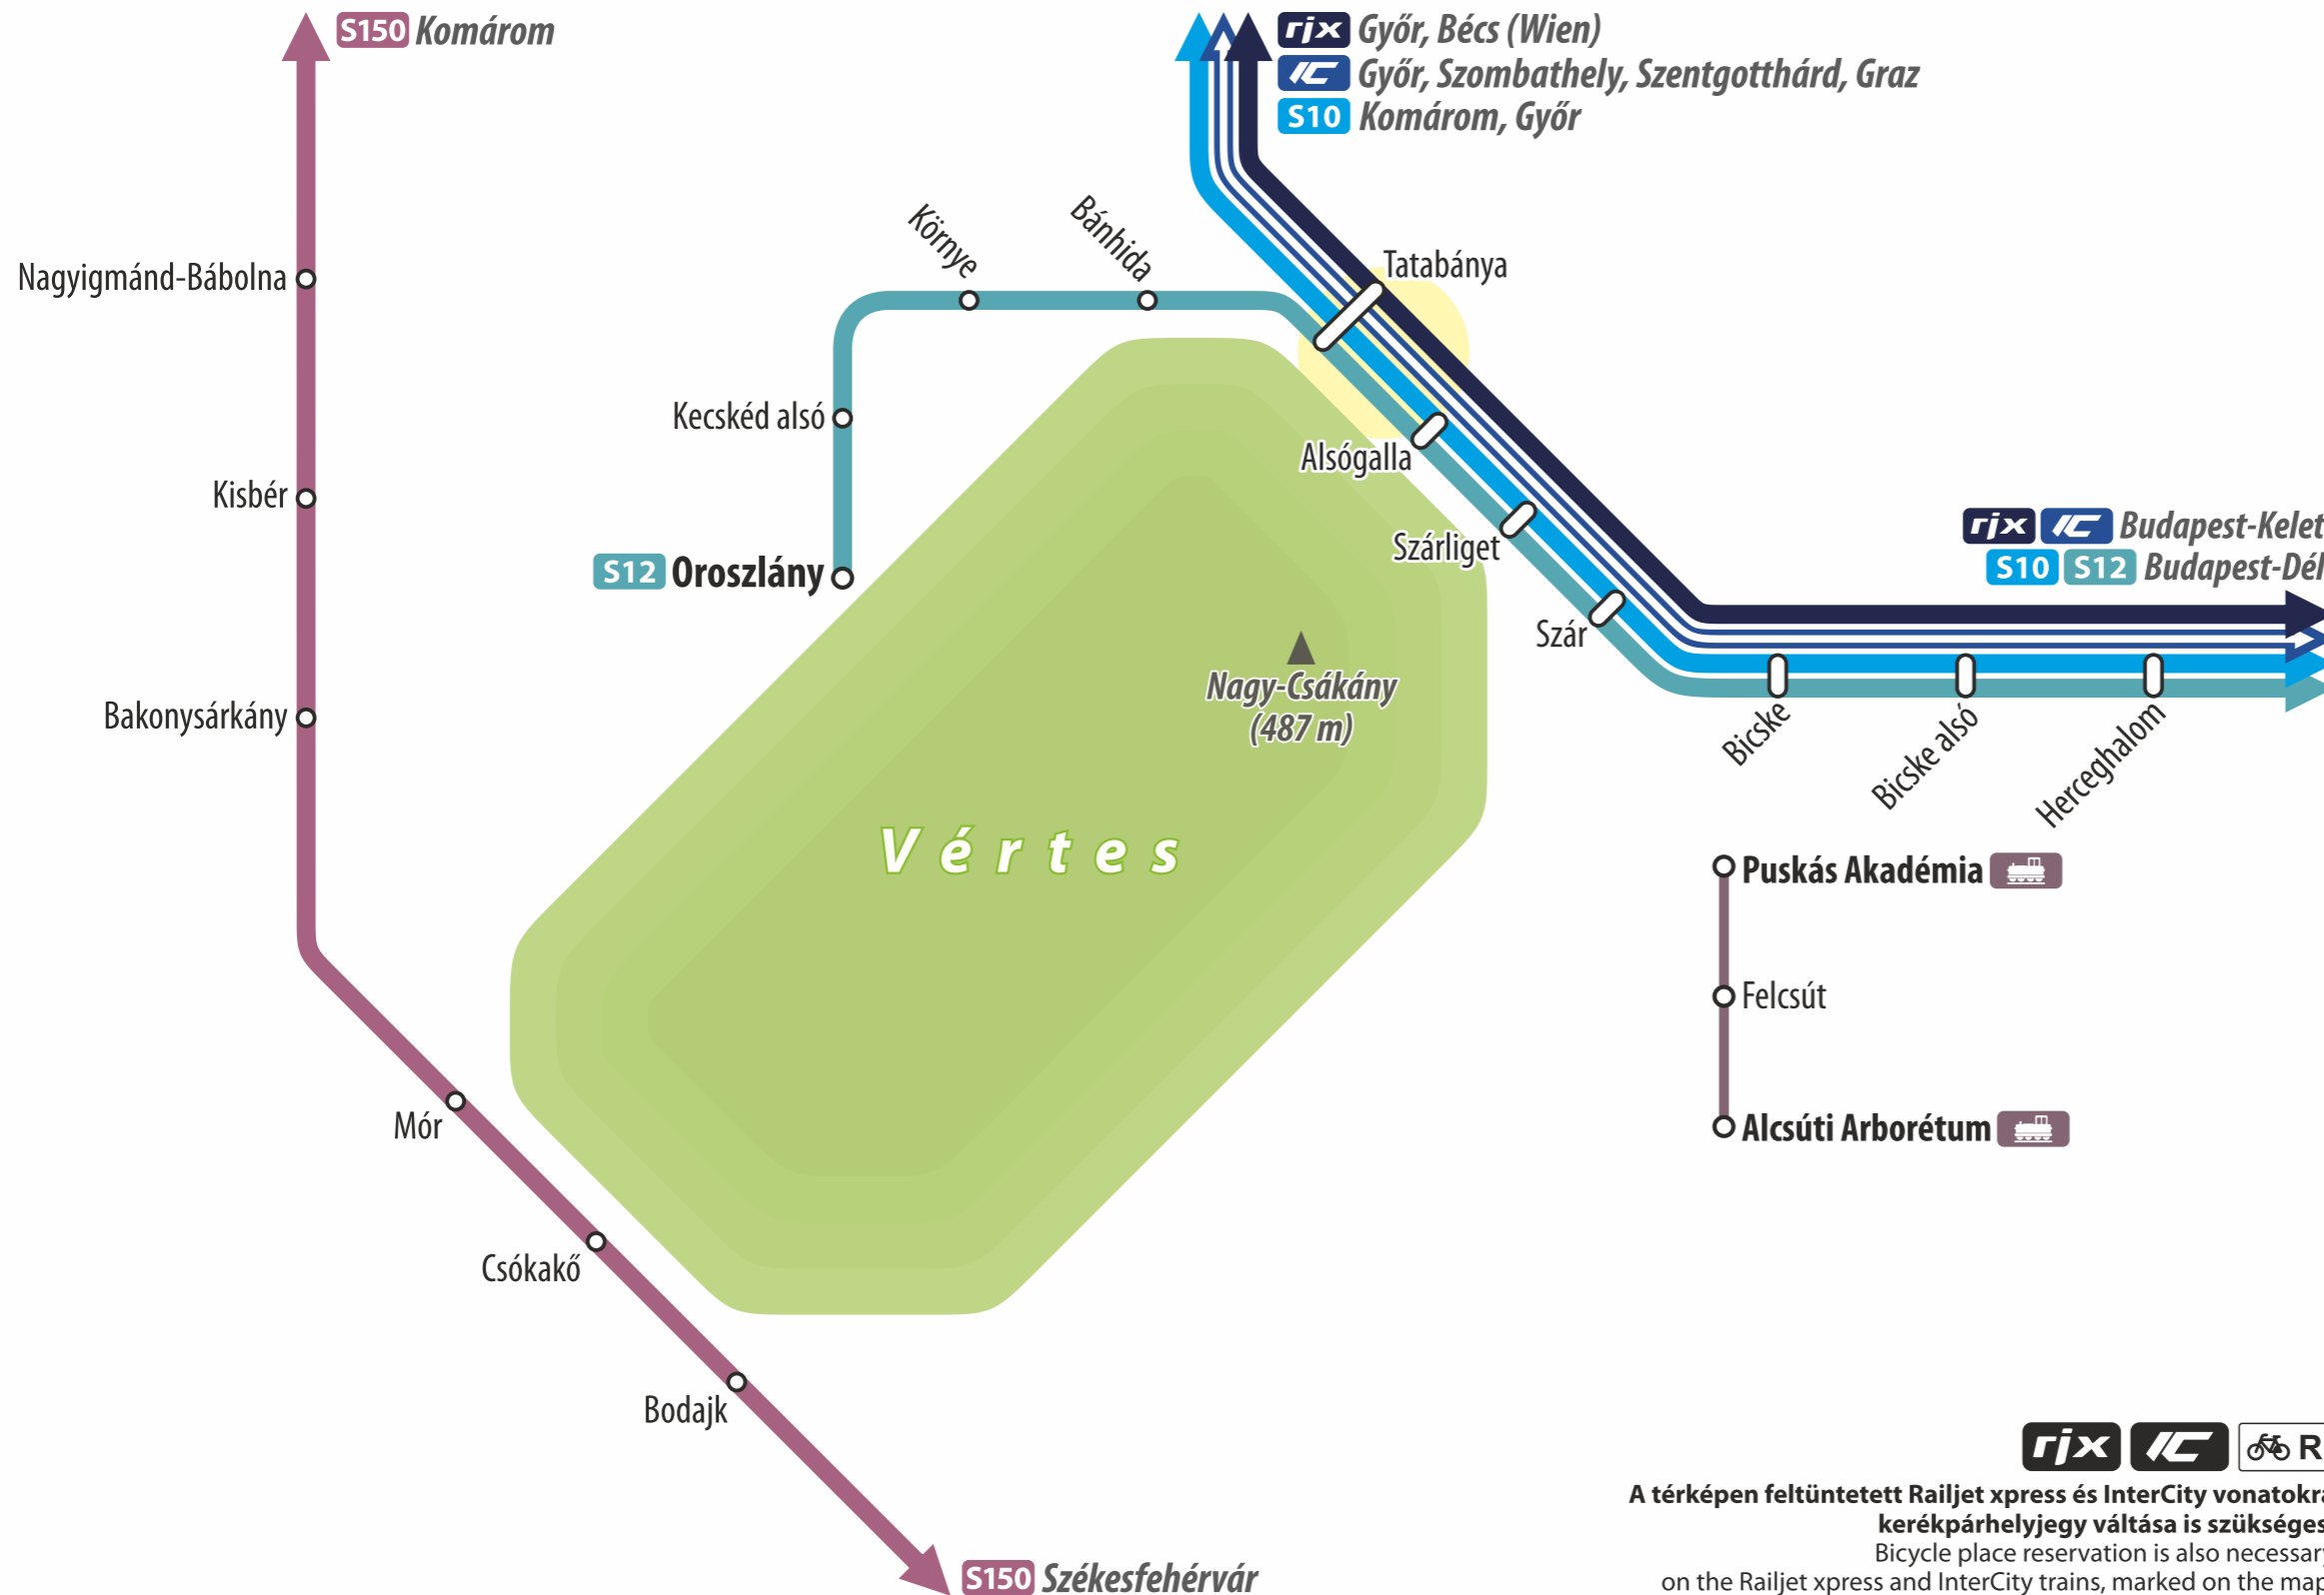 S150 Komárom
rjx Győr, Bécs (Wien)
IC Győr, Szombathely, Szentgotthárd, Graz
S10 Komárom, Győr
Környe
Bánhida
Tatabánya
Nagyigmánd-Bábolna
Kecskéd alsó
Alsógalla
Kisbér
Szárliget
rjx IC Budapest-Kelet
S10 S12 Budapest-Dél
S12 Oroszlány
Szár
Nagy-Csákány
(487 m)
Bakonysárkány
Bicske
Bicske alsó
Herceghalom
Vértes
Puskás Akadémia
Felcsút
Alcsúti Arborétum
Mór
Csókakő
Bodajk
rjx IC R
A térképen feltüntetett Railjet xpress és InterCity vonatokra
kerékpárhelyjegy váltása is szükséges
Bicycle place reservation is also necessary
on the Railjet xpress and InterCity trains, marked on the map
S150 Székesfehérvár